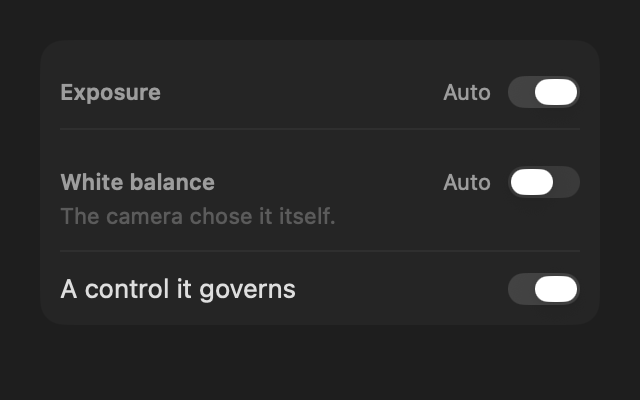 Exposure Auto
White balance Auto
The camera chose it itself.
A control it governs